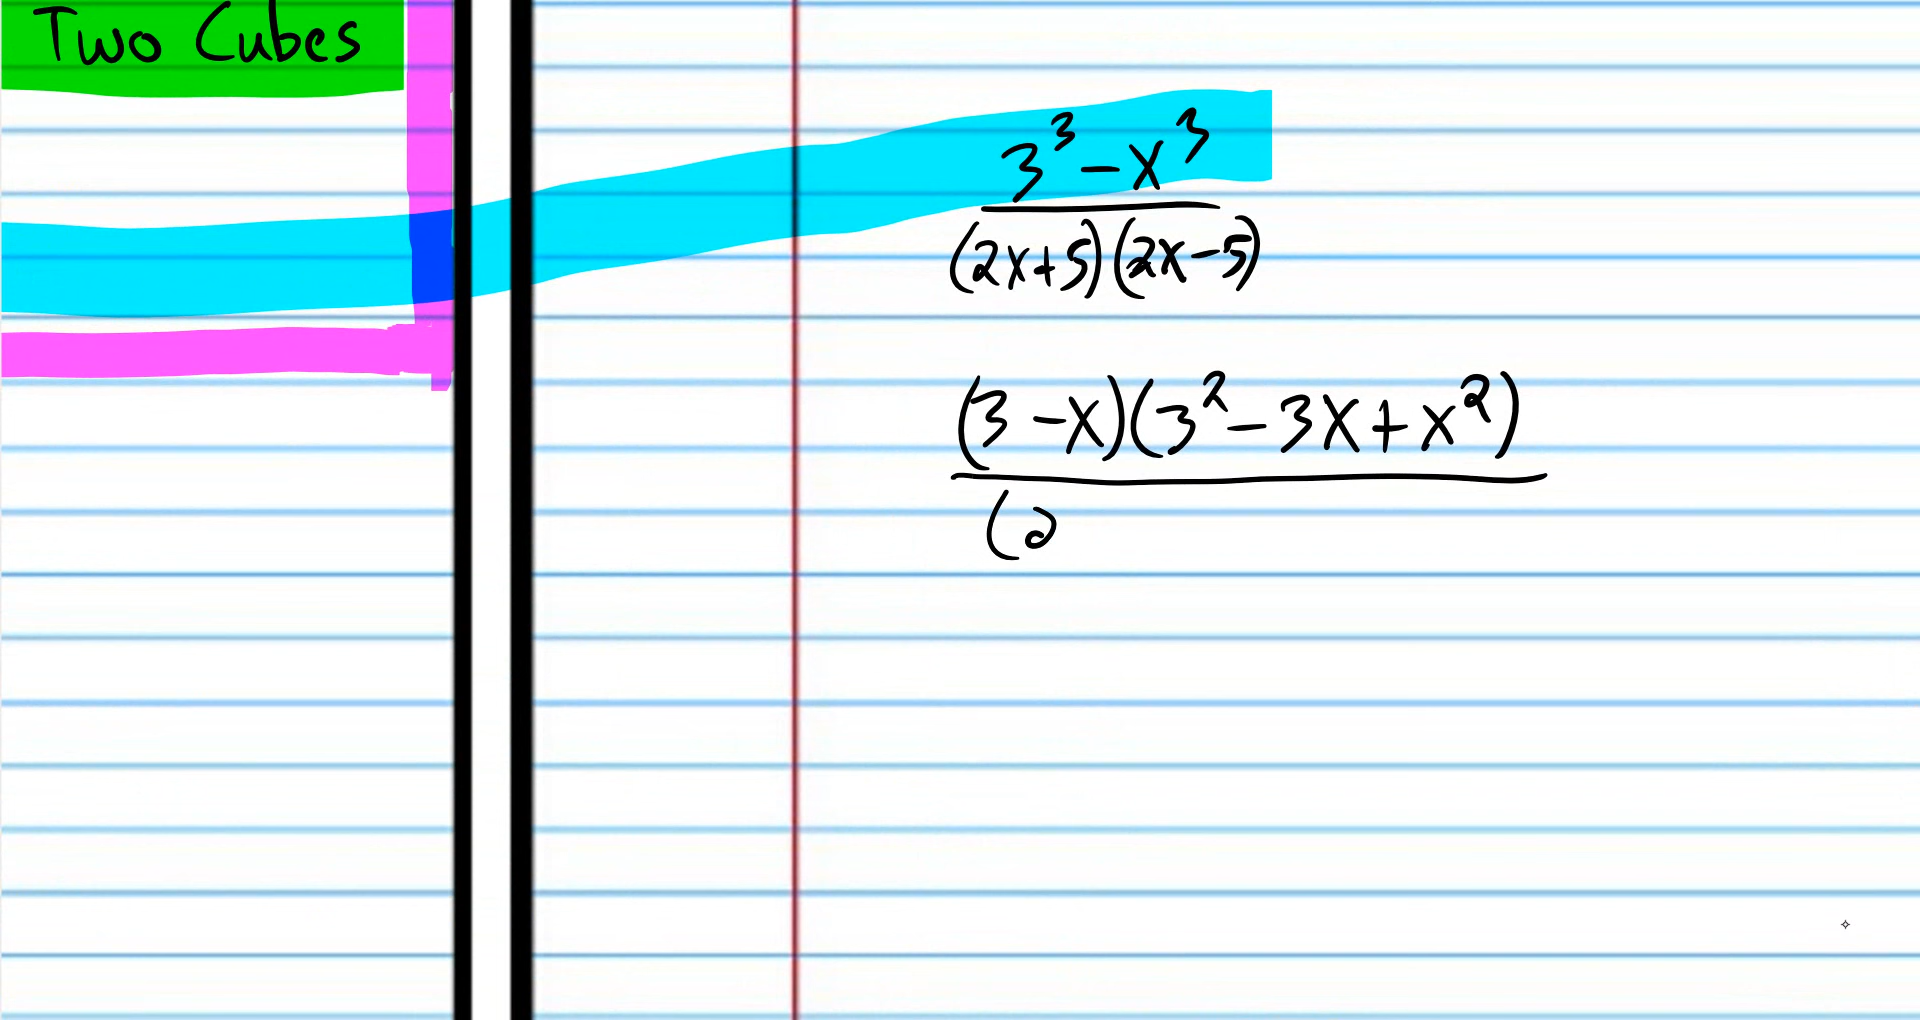 Two Cubes
3³ - x³
(2x+5)(2x-5)
(3 - x)(3² - 3x + x²)
(2